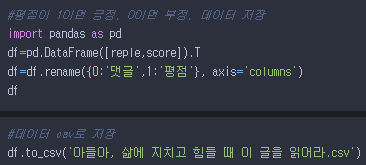 #평점이 1이면 긍정, 0이면 부정, 데이터 저장
import pandas as pd
df=pd.DataFrame([reple,score]).T
df=df.rename({0:'댓글',1:'평점'}, axis='columns')
df
#데이터 csv로 저장
df.to_csv('아들아, 삶에 지치고 힘들 때 이 글을 읽어라.csv')